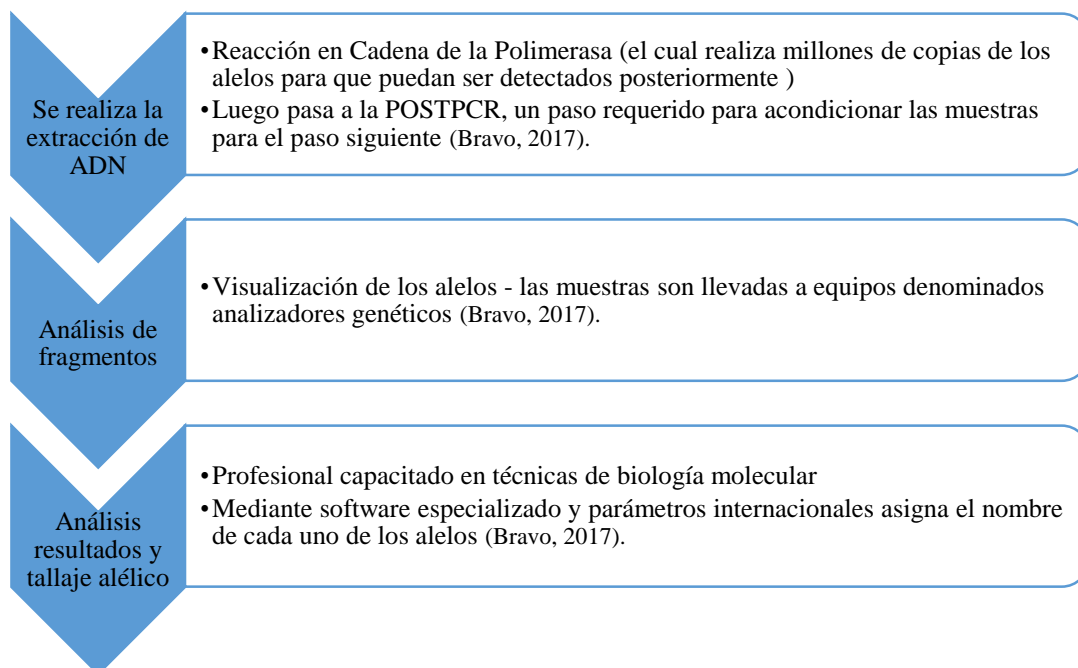 Se realiza la
extracción de
ADN
•Reacción en Cadena de la Polimerasa (el cual realiza millones de copias de los
alelos para que puedan ser detectados posteriormente )
•Luego pasa a la POSTPCR, un paso requerido para acondicionar las muestras
para el paso siguiente (Bravo, 2017).
Análisis de
fragmentos
•Visualización de los alelos - las muestras son llevadas a equipos denominados
analizadores genéticos (Bravo, 2017).
Análisis
resultados y
tallaje alélico
•Profesional capacitado en técnicas de biología molecular
•Mediante software especializado y parámetros internacionales asigna el nombre
de cada uno de los alelos (Bravo, 2017).